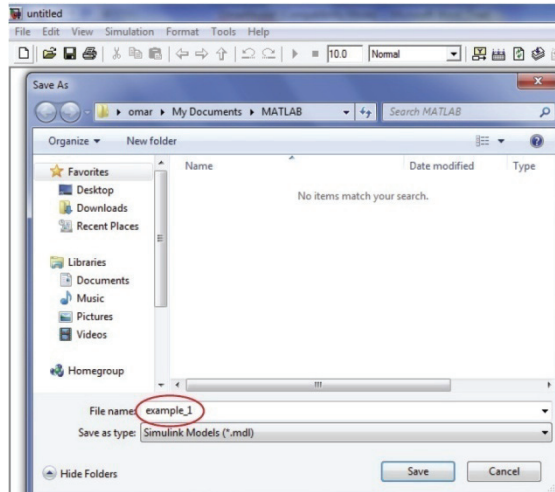 untitled
File Edit View Simulation Format Tools Help
10.0 Normal
Save As
omar My Documents MATLAB Search MATLAB
Organize New folder
Favorites
Desktop
Downloads
Recent Places
Libraries
Documents
Music
Pictures
Videos
Homegroup
Name Date modified Type
No items match your search.
File name: example_1
Save as type: Simulink Models (*.mdl)
Hide Folders Save Cancel